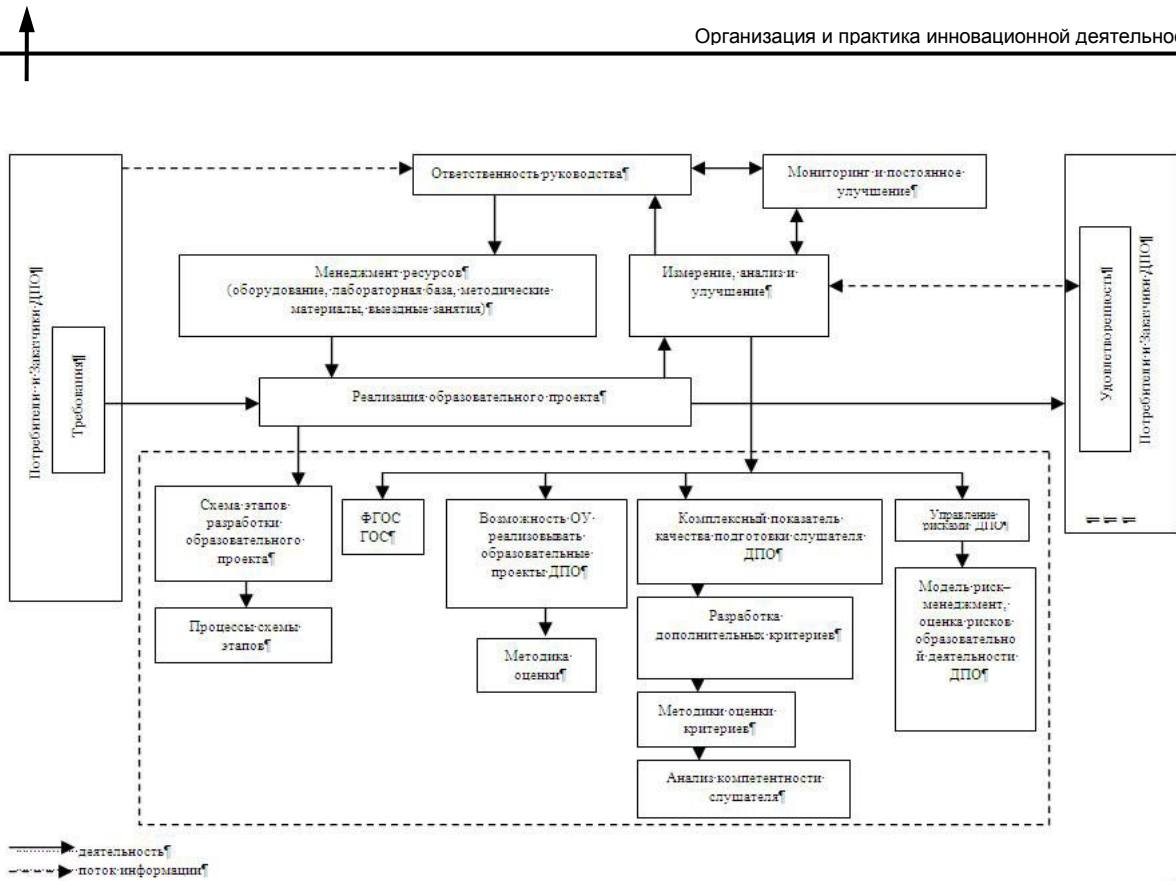 Организация и практика инновационной деятельнос
Потребители и Заказчики ДПО¶
Требования¶
Ответственность·руководства¶
Мониторинг·и·постоянное·
улучшение¶
Менеджмент·ресурсов¶
(оборудование,·лабораторная·база,·методические·
материалы,·выездные·занятия)¶
Измерение,·анализ·и·
улучшение¶
Удовлетворенность¶
Потребители·и·Заказчики·ДПО¶
Реализация·образовательного·проекта¶
Схема·этапов·
разработки·
образовательного·
проекта¶
Процессы·схемы·
этапов¶
ФГОС
ГОС¶
Возможность·ОУ·
реализовывать·
образовательные·
проекты·ДПО¶
Методика·
оценки¶
Комплексный·показатель·
качества·подготовки·слушателя·
ДПО¶
Разработка·
дополнительных·критериев¶
Методики·оценки·
критериев¶
Анализ·компетентности·
слушателя¶
Управление·
рисками·ДПО¶
Модель·риск–
менеджмент,·
оценка·рисков·
образовательно
й·деятельности·
ДПО¶
¶ ¶ ¶
деятельность¶
поток·информации¶